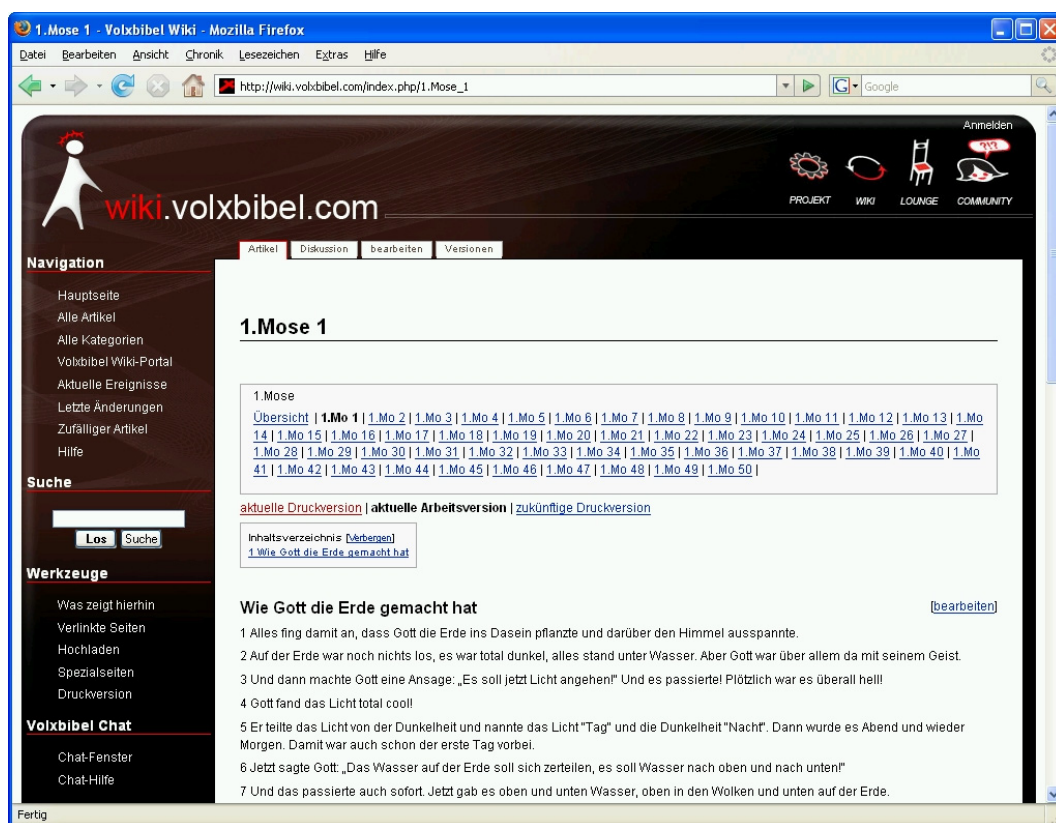 1.Mose 1 - Volxbibel Wiki - Mozilla Firefox
Datei Bearbeiten Ansicht Chronik Lesezeichen Extras Hilfe
http://wiki.volxbibel.com/index.php/1.Mose_1
Google
Anmelden
?!?
wiki.volxbibel.com
PROJEKT WIKI LOUNGE COMMUNITY
Artikel Diskussion bearbeiten Versionen
Navigation
Hauptseite
Alle Artikel
Alle Kategorien
Volxbibel Wiki-Portal
Aktuelle Ereignisse
Letzte Änderungen
Zufälliger Artikel
Hilfe
Suche
Los Suche
Werkzeuge
Was zeigt hierhin
Verlinkte Seiten
Hochladen
Spezialseiten
Druckversion
Volxbibel Chat
Chat-Fenster
Chat-Hilfe
1.Mose 1
1.Mose
Übersicht | 1.Mo 1 | 1.Mo 2 | 1.Mo 3 | 1.Mo 4 | 1.Mo 5 | 1.Mo 6 | 1.Mo 7 | 1.Mo 8 | 1.Mo 9 | 1.Mo 10 | 1.Mo 11 | 1.Mo 12 | 1.Mo 13 | 1.Mo
14 | 1.Mo 15 | 1.Mo 16 | 1.Mo 17 | 1.Mo 18 | 1.Mo 19 | 1.Mo 20 | 1.Mo 21 | 1.Mo 22 | 1.Mo 23 | 1.Mo 24 | 1.Mo 25 | 1.Mo 26 | 1.Mo 27 |
1.Mo 28 | 1.Mo 29 | 1.Mo 30 | 1.Mo 31 | 1.Mo 32 | 1.Mo 33 | 1.Mo 34 | 1.Mo 35 | 1.Mo 36 | 1.Mo 37 | 1.Mo 38 | 1.Mo 39 | 1.Mo 40 | 1.Mo
41 | 1.Mo 42 | 1.Mo 43 | 1.Mo 44 | 1.Mo 45 | 1.Mo 46 | 1.Mo 47 | 1.Mo 48 | 1.Mo 49 | 1.Mo 50 |
aktuelle Druckversion | aktuelle Arbeitsversion | zukünftige Druckversion
Inhaltsverzeichnis [Verbergen]
1 Wie Gott die Erde gemacht hat
Wie Gott die Erde gemacht hat [bearbeiten]
1 Alles fing damit an, dass Gott die Erde ins Dasein pflanzte und darüber den Himmel ausspannte.
2 Auf der Erde war noch nichts los, es war total dunkel, alles stand unter Wasser. Aber Gott war über allem da mit seinem Geist.
3 Und dann machte Gott eine Ansage: „Es soll jetzt Licht angehen!" Und es passierte! Plötzlich war es überall hell!
4 Gott fand das Licht total cool!
5 Er teilte das Licht von der Dunkelheit und nannte das Licht "Tag" und die Dunkelheit "Nacht". Dann wurde es Abend und wieder
Morgen. Damit war auch schon der erste Tag vorbei.
6 Jetzt sagte Gott: „Das Wasser auf der Erde soll sich zerteilen, es soll Wasser nach oben und nach unten!"
7 Und das passierte auch sofort. Jetzt gab es oben und unten Wasser, oben in den Wolken und unten auf der Erde.
Fertig